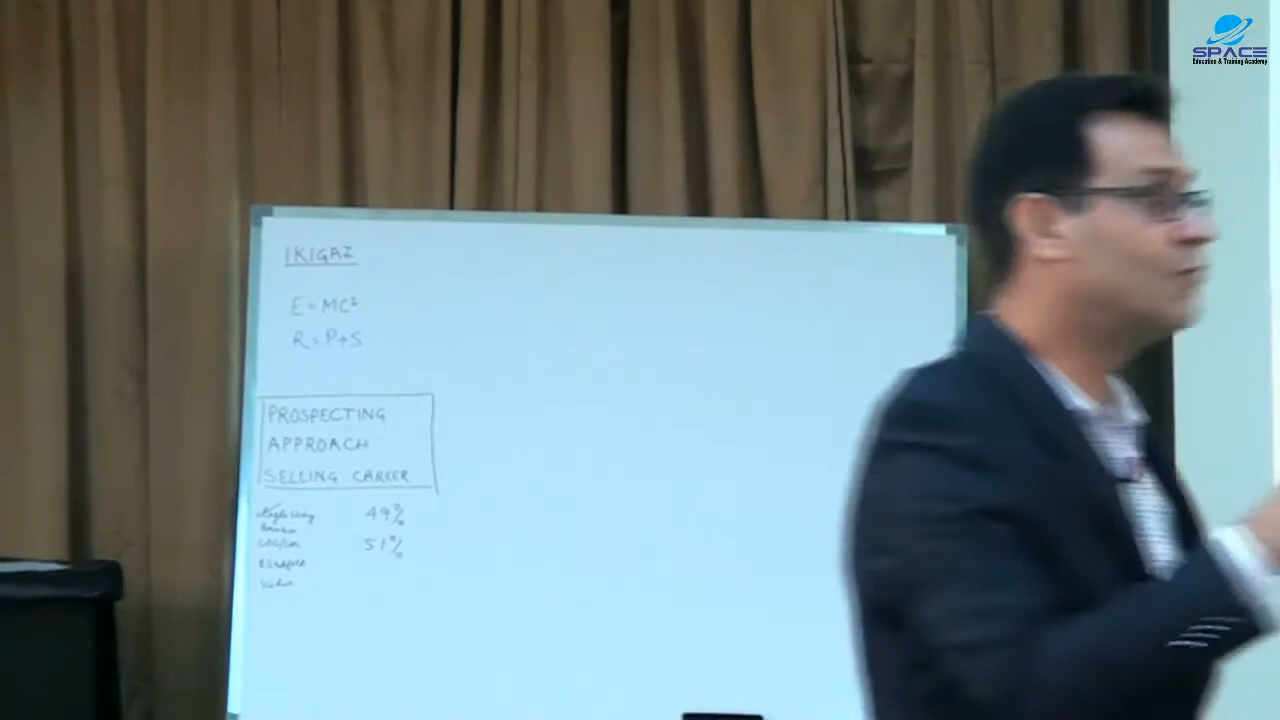 SPACE
Education & Training Academy
IKIGAI
E = MC²
R = P+S
PROSPECTING
APPROACH
SELLING CAREER
49%
51%